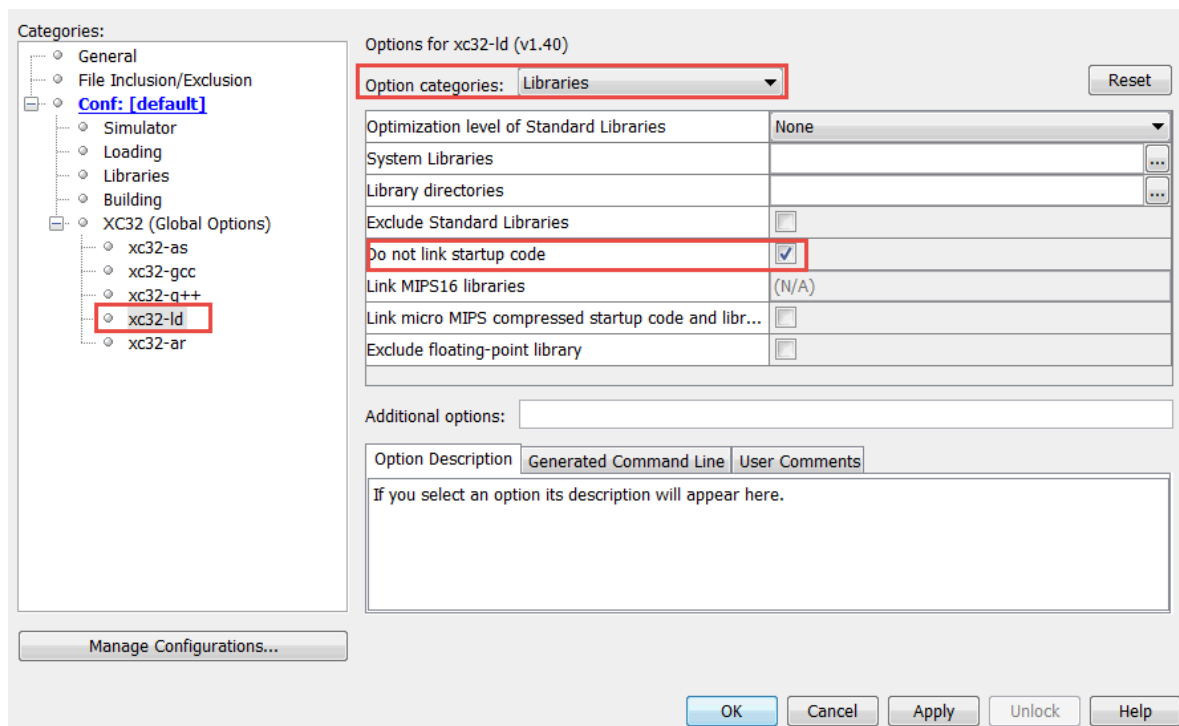 Categories:
General
File Inclusion/Exclusion
Conf: [default]
Simulator
Loading
Libraries
Building
XC32 (Global Options)
xc32-as
xc32-gcc
xc32-g++
xc32-ld
xc32-ar
Manage Configurations...
Options for xc32-ld (v1.40)
Option categories: Libraries
Reset
Optimization level of Standard Libraries None
System Libraries ...
Library directories ...
Exclude Standard Libraries
Do not link startup code
Link MIPS16 libraries (N/A)
Link micro MIPS compressed startup code and libr...
Exclude floating-point library
Additional options:
Option Description Generated Command Line User Comments
If you select an option its description will appear here.
OK Cancel Apply Unlock Help